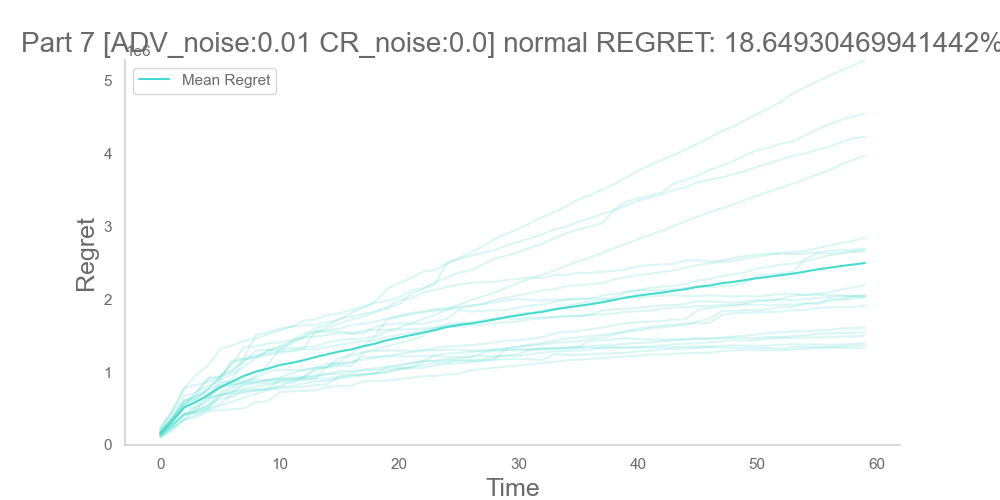 Part 7 [ADV_noise:0.01 CR_noise:0.0] normal REGRET: 18.64930469941442%
1e6
Mean Regret
5
4
3
2
1
0
Regret
0 10 20 30 40 50 60
Time